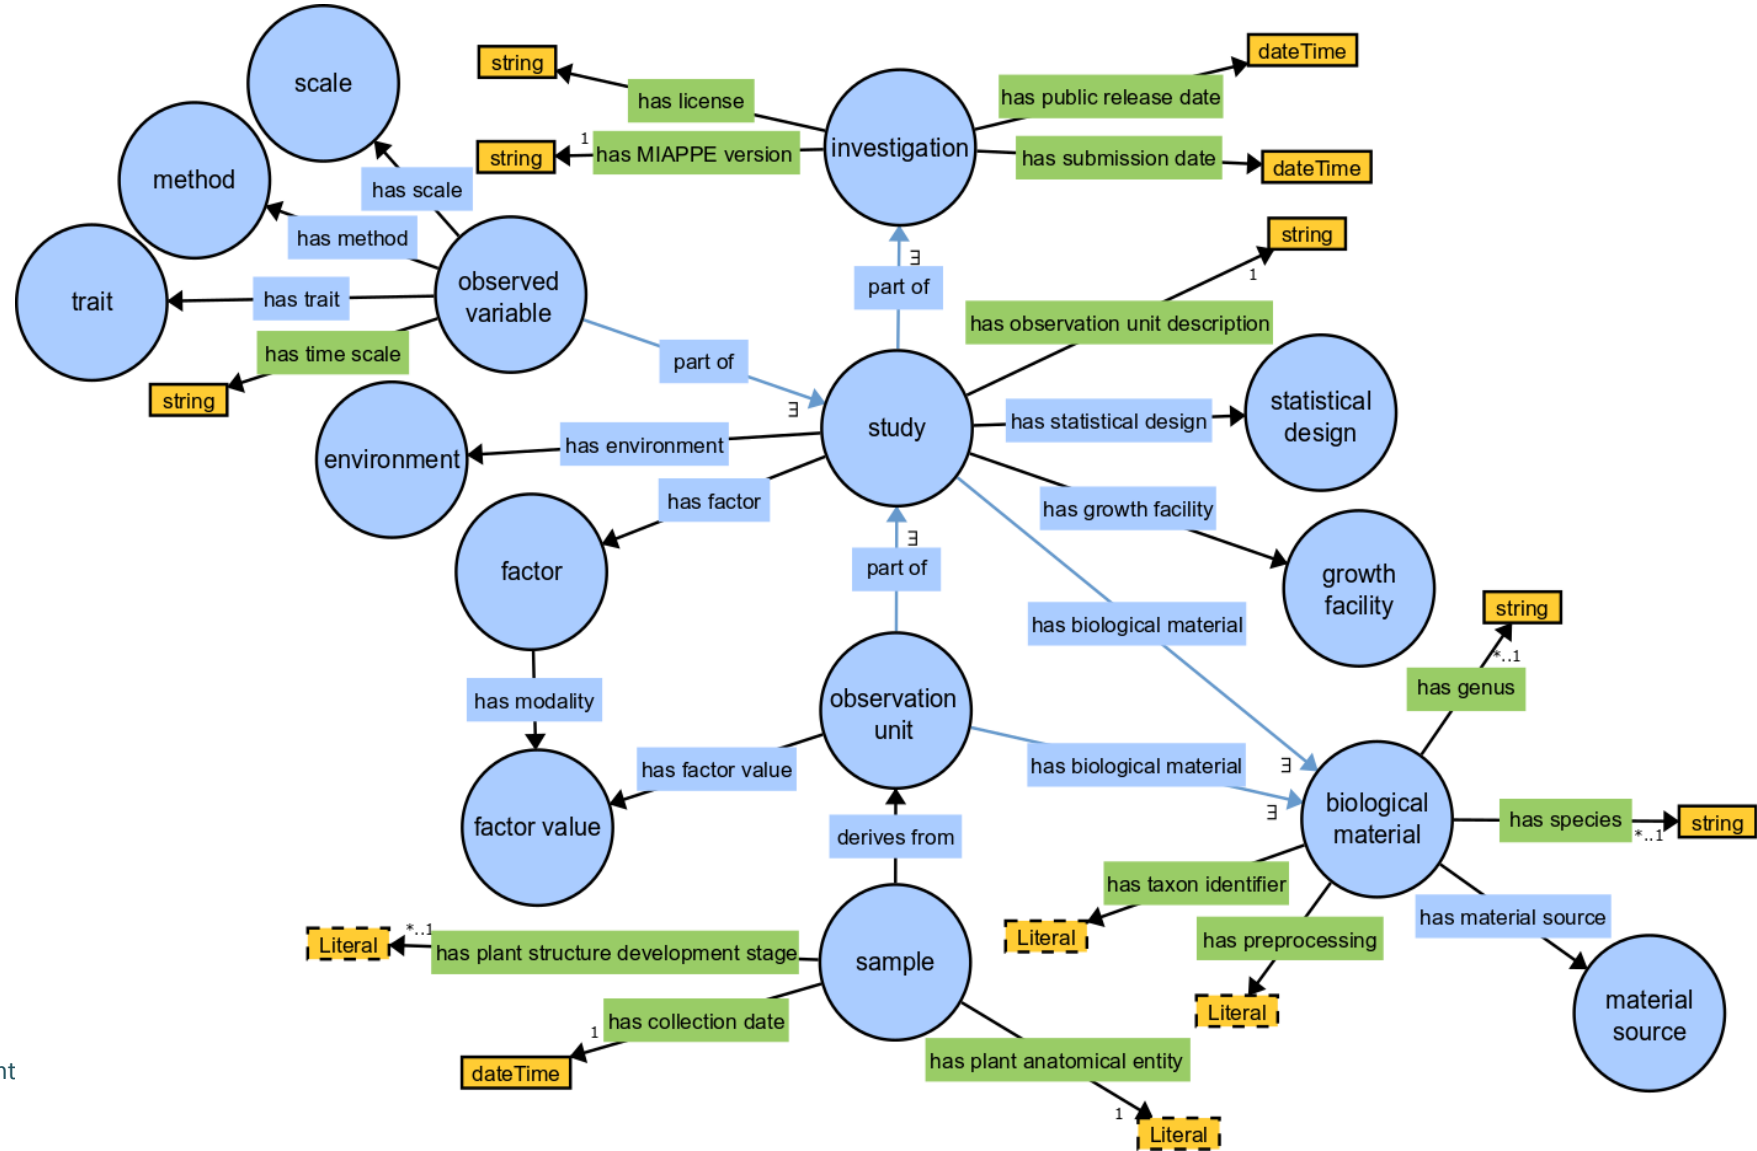 scale
string
dateTime
has license
has public release date
investigation
1
string
has MIAPPE version
has submission date
dateTime
method
has scale
has method
trait
has trait
observed
variable
has time scale
string
∃
part of
string
1
has observation unit description
part of
∃
study
has statistical design
statistical
design
environment
has environment
has factor
has growth facility
growth
facility
factor
∃
part of
has biological material
string
*..1
has genus
has modality
observation
unit
has factor value
has biological material
∃
∃
biological
material
has species
*..1
string
factor value
derives from
has taxon identifier
Literal
has preprocessing
Literal
has material source
material
source
Literal
*..1
has plant structure development stage
sample
has collection date
1
dateTime
has plant anatomical entity
1
Literal
nt